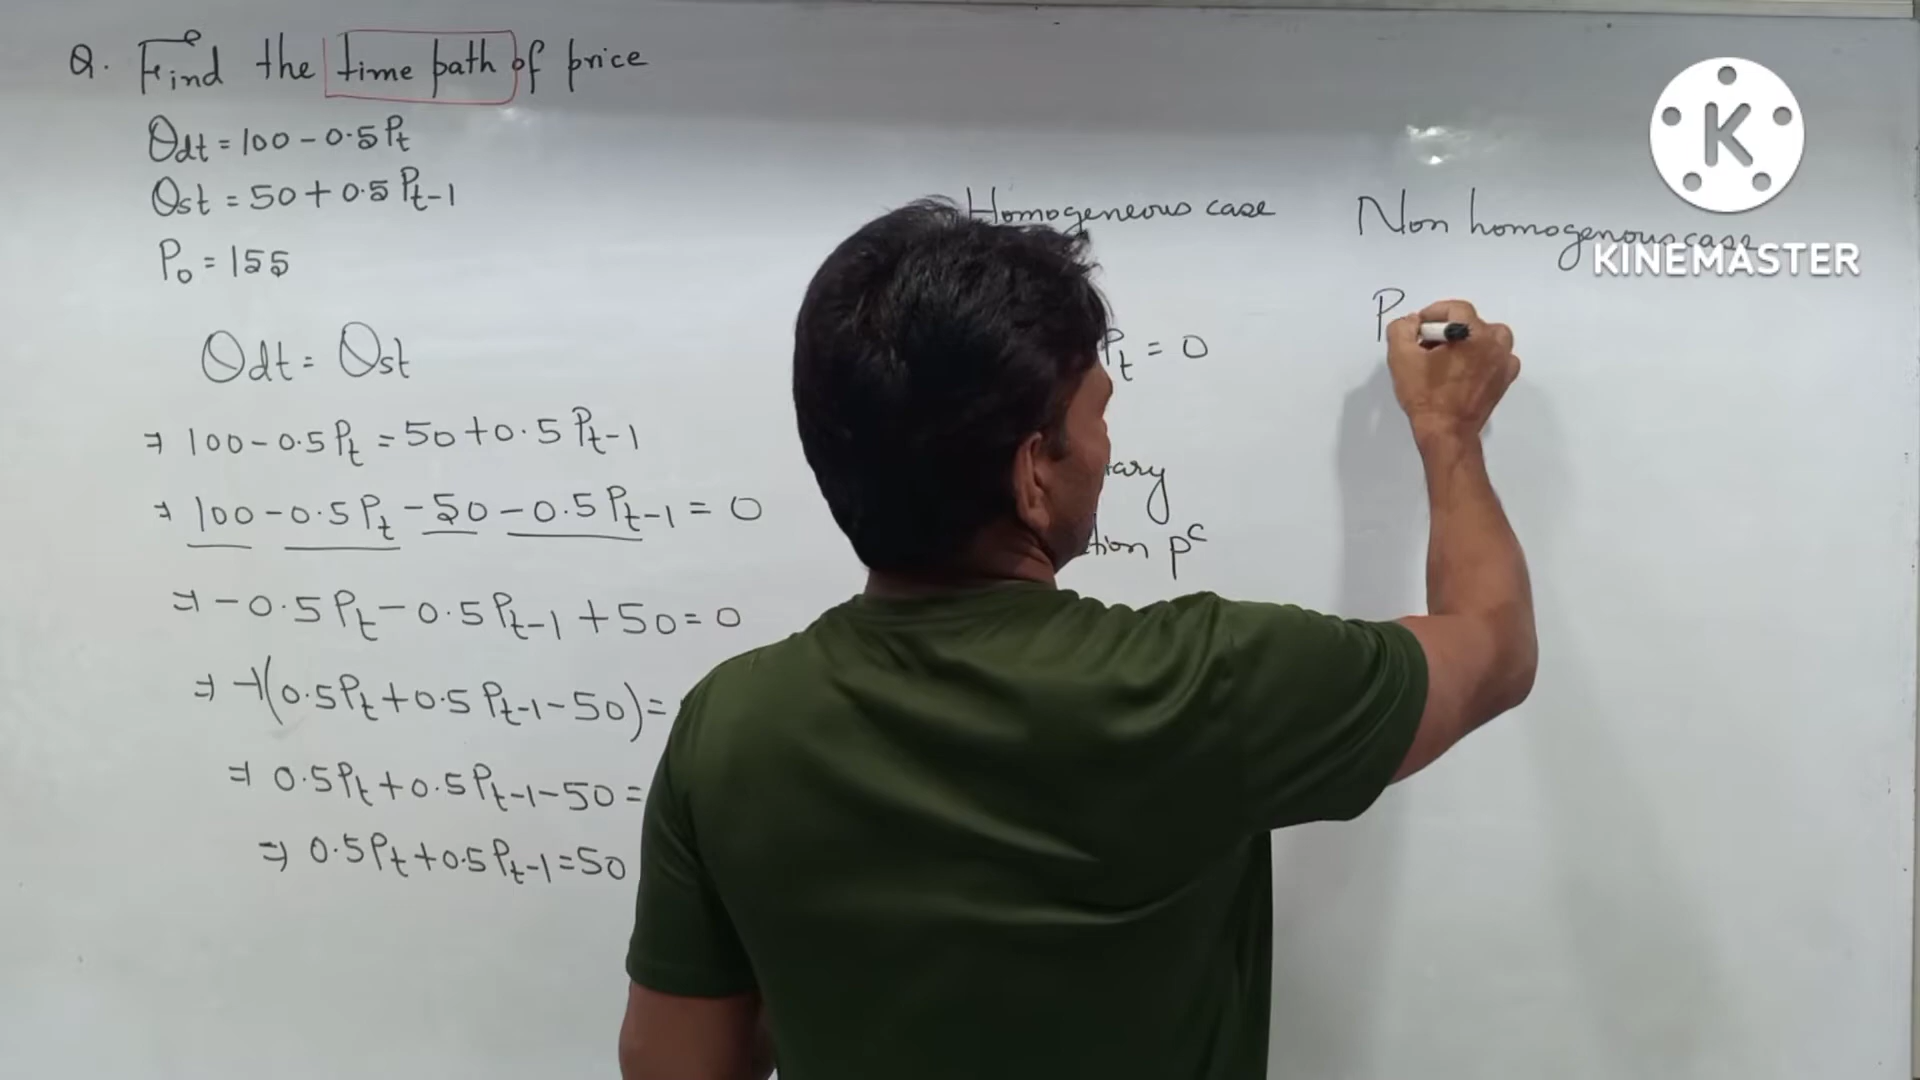 Q. Find the time path of price
Qdt = 100 - 0.5 Pt
Qst = 50 + 0.5 Pt-1
P0 = 155
Qdt = Qst
⇒ 100 - 0.5 Pt = 50 + 0.5 Pt-1
⇒ 100 - 0.5 Pt - 50 - 0.5 Pt-1 = 0
⇒ - 0.5 Pt - 0.5 Pt-1 + 50 = 0
⇒ -1(0.5 Pt + 0.5 Pt-1 - 50) =
⇒ 0.5 Pt + 0.5 Pt-1 - 50 =
⇒ 0.5 Pt + 0.5 Pt-1 = 50
Homogeneous case
Pt = 0
Pc
Non homogenous case
P
K
KINEMASTER